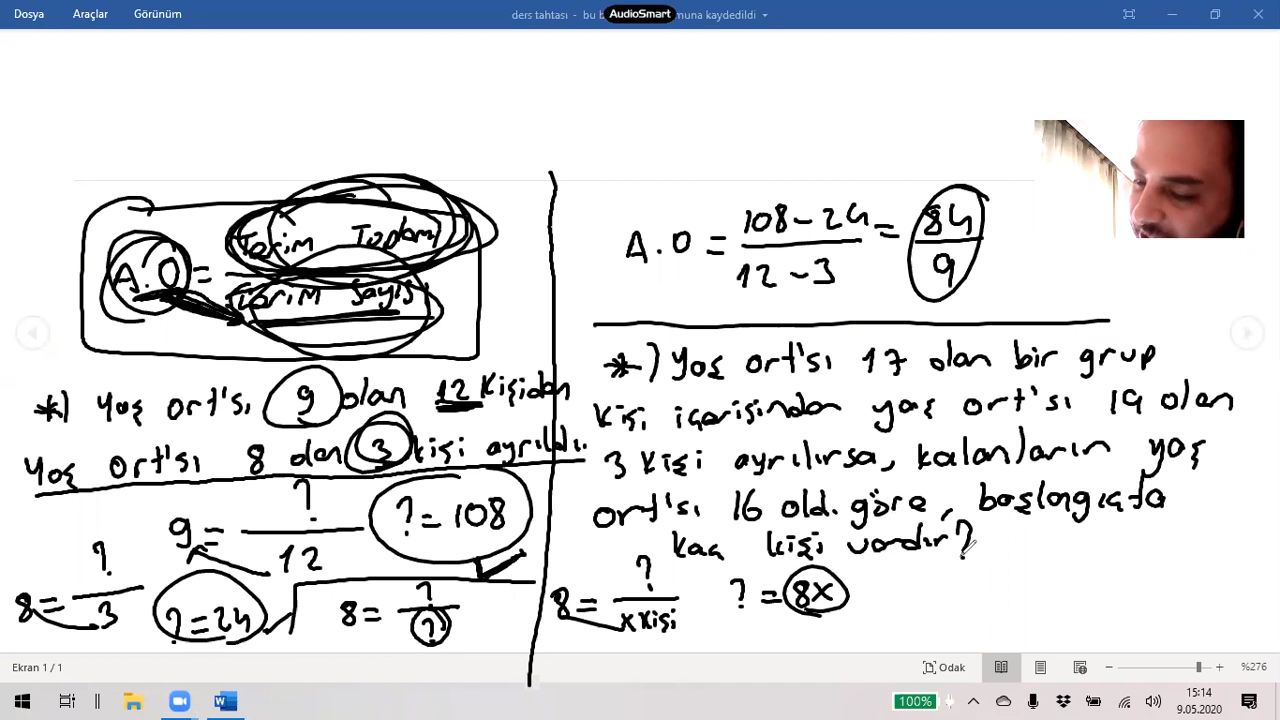 Dosya Araçlar Görünüm
ders tahtası - bu b
AudioSmart
muna kaydedildi
A.O = Terim Toplamı
Terim Sayısı
*) Yaş ort'sı 9 olan 12 kişiden
yaş ort'sı 8 olan 3 kişi ayrıldı.
9 = ?
12
? = 108
8 = ?
3
? = 24
8 = ?
?
A.O = 108 - 24 = 84
12 - 3 9
*) Yaş ort'sı 17 olan bir grup
kişi içerisinden yaş ort'sı 19 olan
3 kişi ayrılırsa, kalanların yaş
ort'sı 16 old. göre, başlangıçta
kaç kişi vardır?
8 = ?
x kişi
? = 8x
Ekran 1 / 1
Odak
%276
100%
15:14
9.05.2020